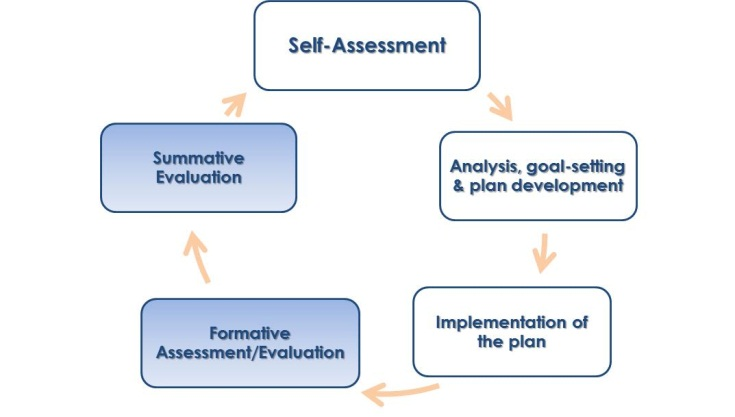 Self-Assessment
Analysis, goal-setting
& plan development
Implementation of
the plan
Formative
Assessment/Evaluation
Summative
Evaluation